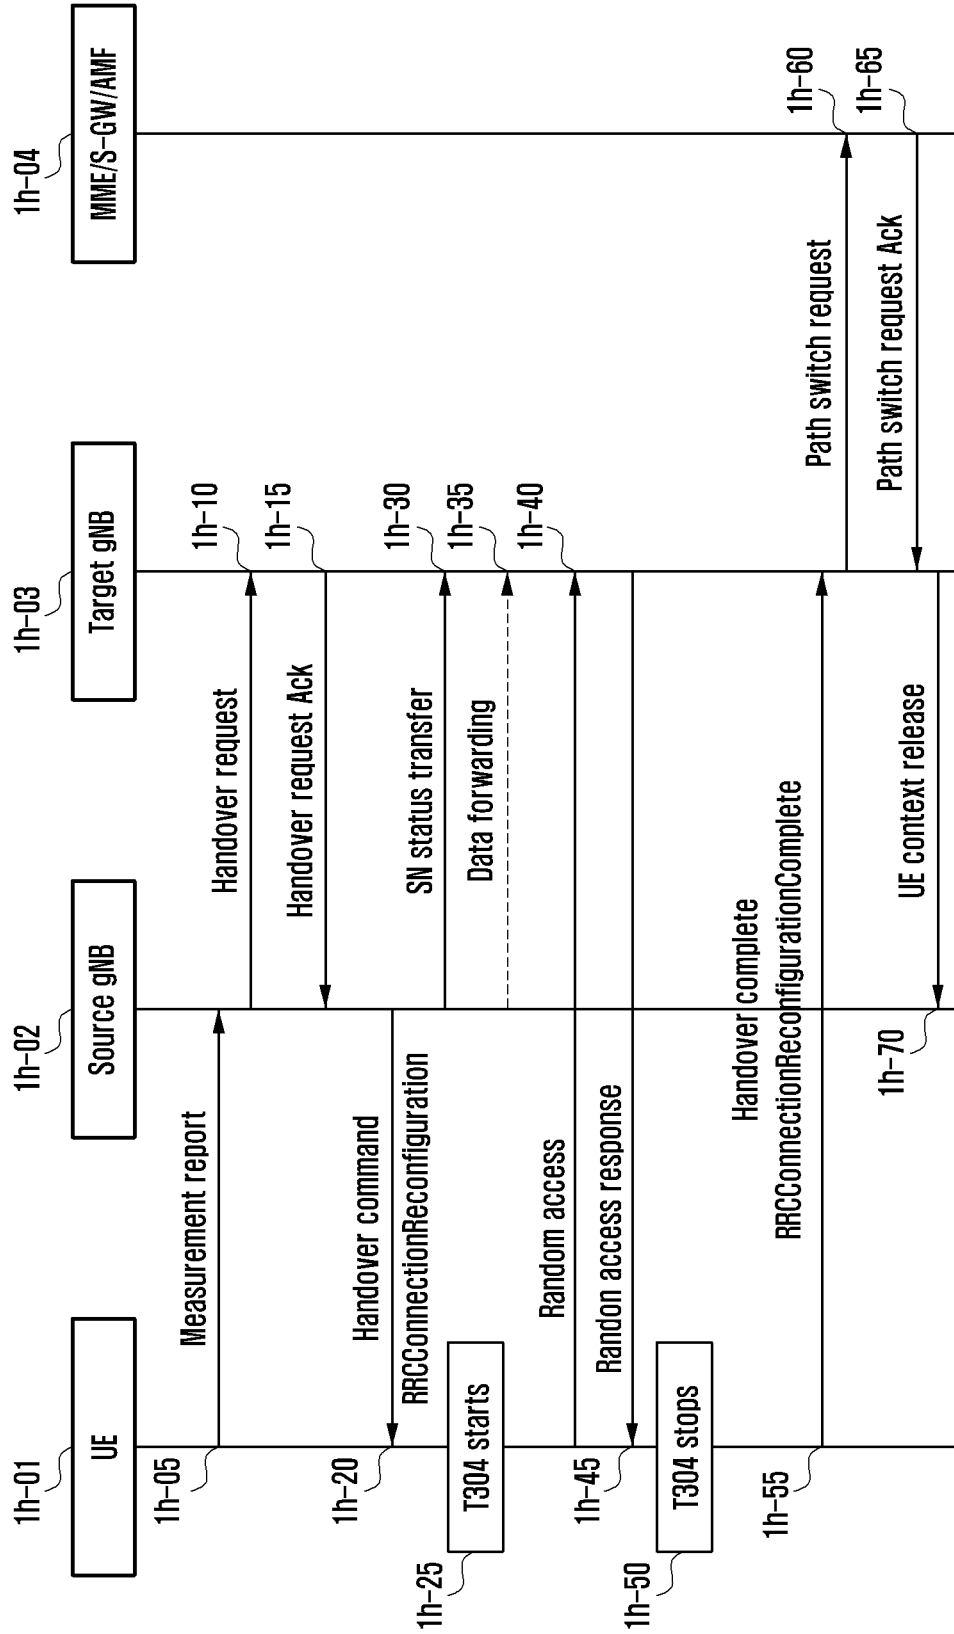 1h-01
1h-02
1h-03
1h-04
UE
Source gNB
Target gNB
MME/S-GW/AMF
1h-05
Measurement report
Handover request
1h-10
Handover request Ack
1h-15
1h-20
Handover command
RRCConnectionReconfiguration
1h-25
T304 starts
SN status transfer
1h-30
Data forwarding
1h-35
Random access
1h-40
1h-45
Randon access response
1h-50
T304 stops
1h-55
Handover complete
RRCConnectionReconfigurationComplete
Path switch request
1h-60
Path switch request Ack
1h-65
1h-70
UE context release